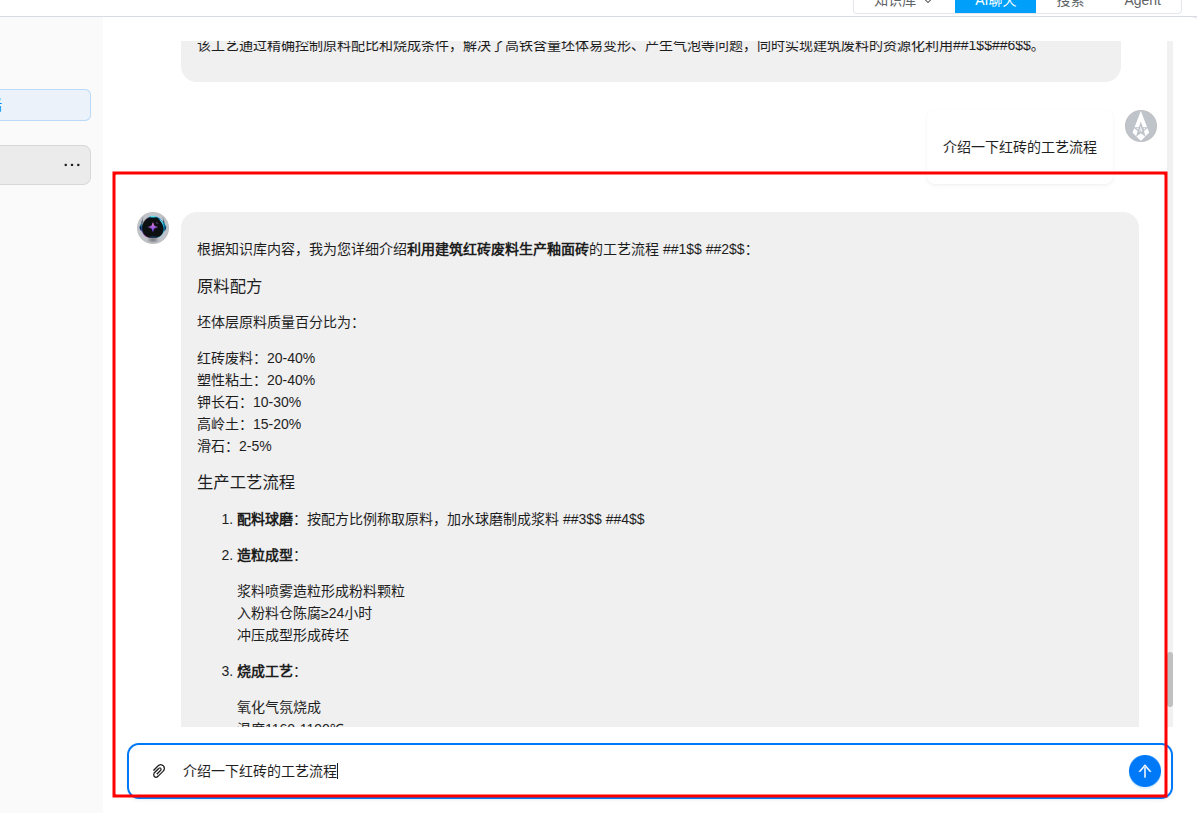 知识库 AI聊天 搜索 Agent
该工艺通过精确控制原料配比和烧成条件，解决了高铁含量坯体易变形、产生气泡等问题，同时实现建筑废料的资源化利用##1$$##6$$。
介绍一下红砖的工艺流程
根据知识库内容，我为您详细介绍利用建筑红砖废料生产釉面砖的工艺流程 ##1$$ ##2$$：
原料配方
坯体层原料质量百分比为：
红砖废料：20-40%
塑性粘土：20-40%
钾长石：10-30%
高岭土：15-20%
滑石：2-5%
生产工艺流程
1. 配料球磨：按配方比例称取原料，加水球磨制成浆料 ##3$$ ##4$$
2. 造粒成型：
浆料喷雾造粒形成粉料颗粒
入粉料仓陈腐≥24小时
冲压成型形成砖坯
3. 烧成工艺：
氧化气氛烧成
介绍一下红砖的工艺流程